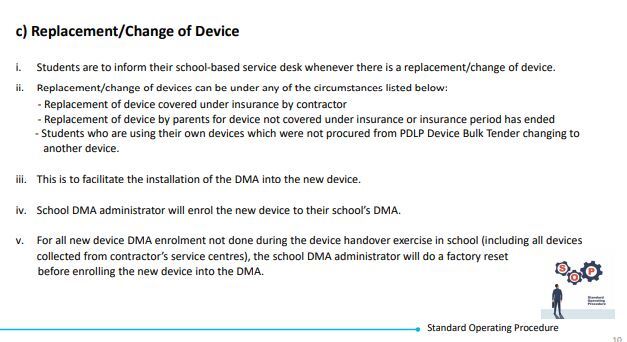 c) Replacement/Change of Device
i. Students are to inform their school-based service desk whenever there is a replacement/change of device.
ii. Replacement/change of devices can be under any of the circumstances listed below:
- Replacement of device covered under insurance by contractor
- Replacement of device by parents for device not covered under insurance or insurance period has ended
- Students who are using their own devices which were not procured from PDLP Device Bulk Tender changing to
another device.
iii. This is to facilitate the installation of the DMA into the new device.
iv. School DMA administrator will enrol the new device to their school's DMA.
v. For all new device DMA enrolment not done during the device handover exercise in school (including all devices
collected from contractor's service centres), the school DMA administrator will do a factory reset
before enrolling the new device into the DMA.
S O P
Standard
Operating
Procedure
Standard Operating Procedure
10